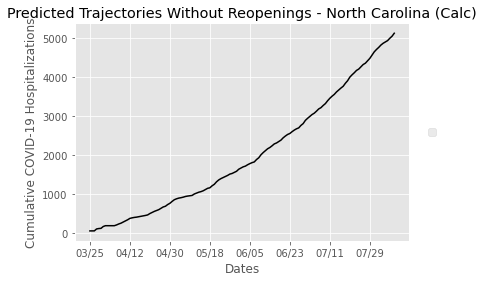 Predicted Trajectories Without Reopenings - North Carolina (Calc)
Cumulative COVID-19 Hospitalizations
5000
4000
3000
2000
1000
0
03/25 04/12 04/30 05/18 06/05 06/23 07/11 07/29
Dates